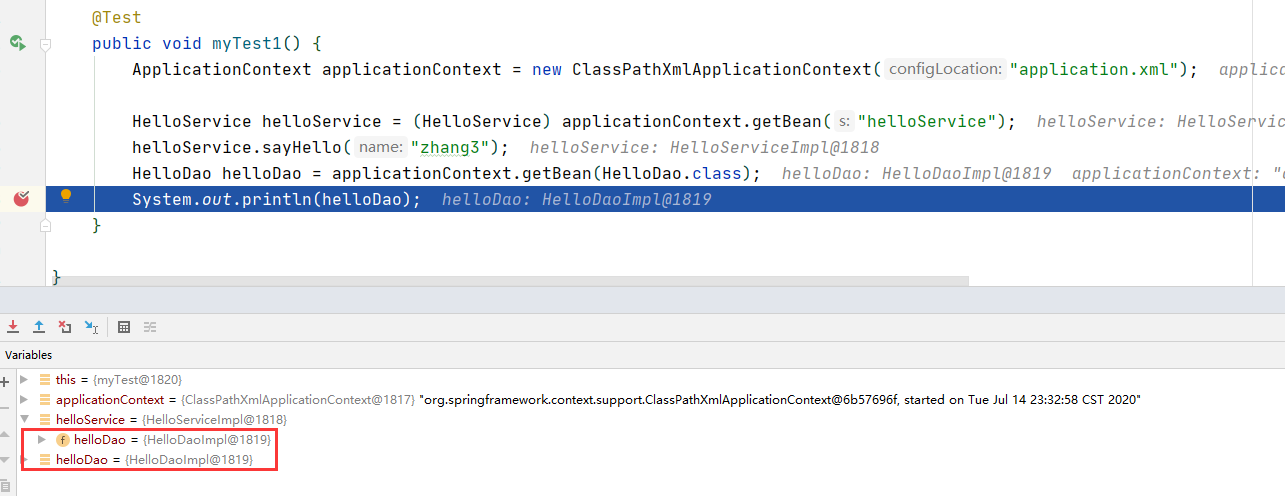 @Test
public void myTest1() {
ApplicationContext applicationContext = new ClassPathXmlApplicationContext( configLocation: "application.xml");  applica
HelloService helloService = (HelloService) applicationContext.getBean( s: "helloService");  helloService: HelloServic
helloService.sayHello( name: "zhang3");  helloService: HelloServiceImpl@1818
HelloDao helloDao = applicationContext.getBean(HelloDao.class);  helloDao: HelloDaoImpl@1819  applicationContext: "o
System.out.println(helloDao);  helloDao: HelloDaoImpl@1819
}
}
Variables
this = {myTest@1820}
applicationContext = {ClassPathXmlApplicationContext@1817} "org.springframework.context.support.ClassPathXmlApplicationContext@6b57696f, started on Tue Jul 14 23:32:58 CST 2020"
helloService = {HelloServiceImpl@1818}
f helloDao = {HelloDaoImpl@1819}
helloDao = {HelloDaoImpl@1819}